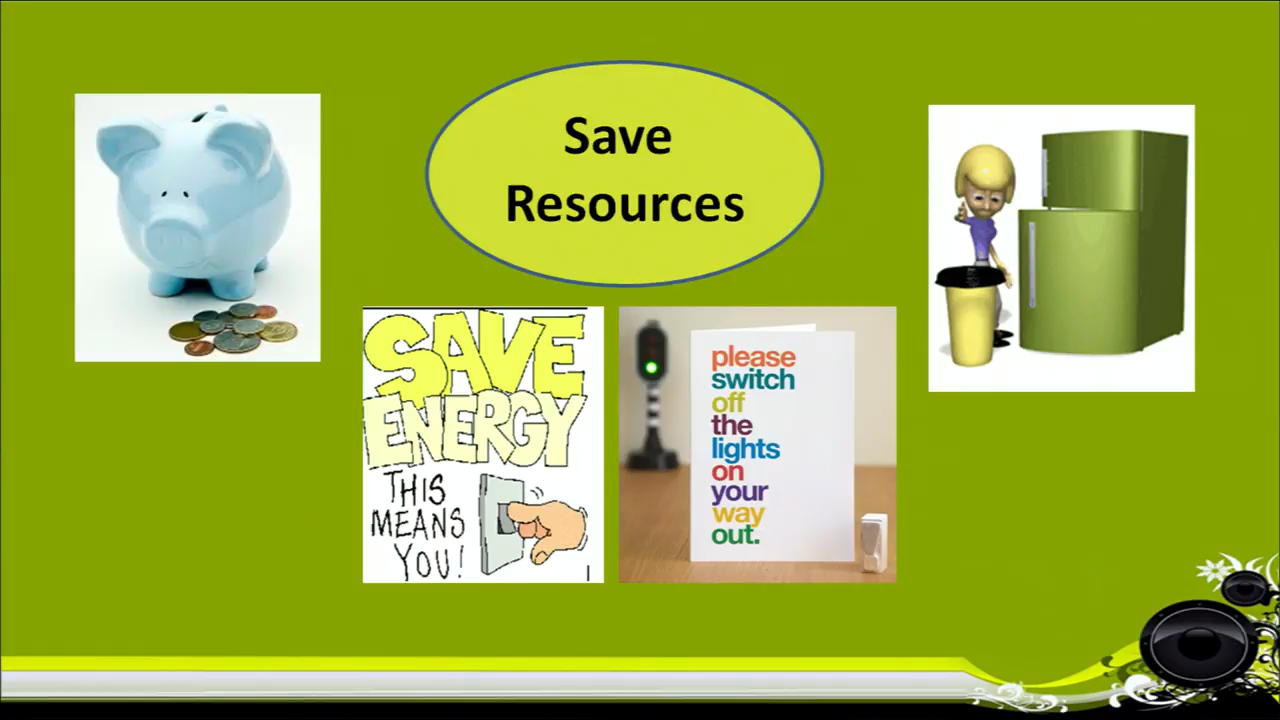 Save
Resources
SAVE
ENERGY
THIS
MEANS
YOU!
please
switch
off
the
lights
on
your
way
out.